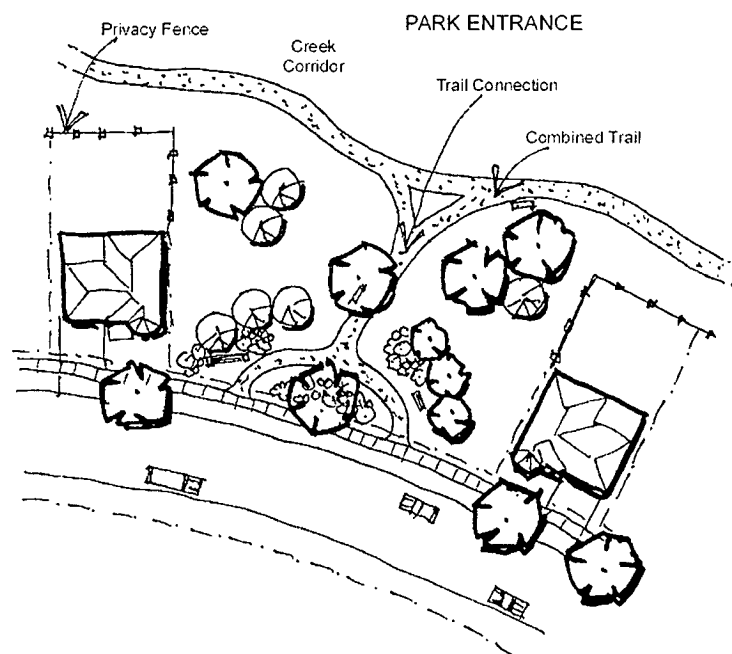 PARK ENTRANCE
Privacy Fence
Creek
Corridor
Trail Connection
Combined Trail